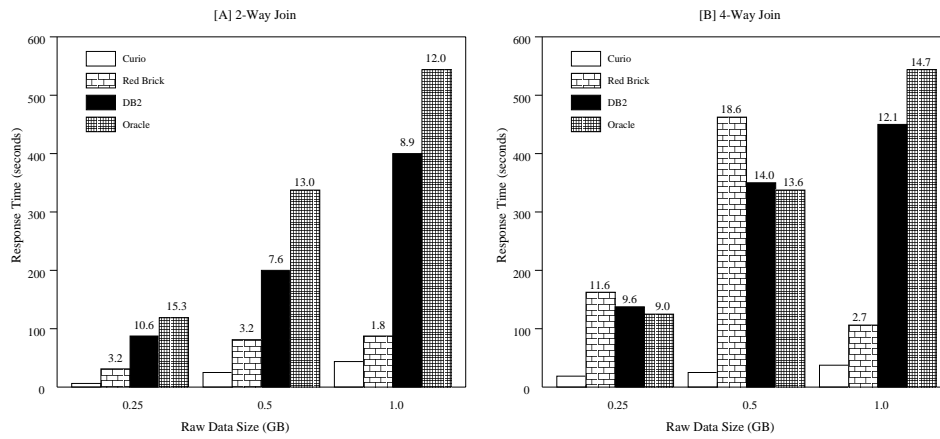 [A] 2-Way Join
600
500
400
300
200
100
0
Response Time (seconds)
Curio
Red Brick
DB2
Oracle
3.2
10.6
15.3
3.2
7.6
13.0
1.8
8.9
12.0
0.25
0.5
1.0
Raw Data Size (GB)
[B] 4-Way Join
600
500
400
300
200
100
0
Response Time (seconds)
Curio
Red Brick
DB2
Oracle
11.6
9.6
9.0
18.6
14.0
13.6
2.7
12.1
14.7
0.25
0.5
1.0
Raw Data Size (GB)